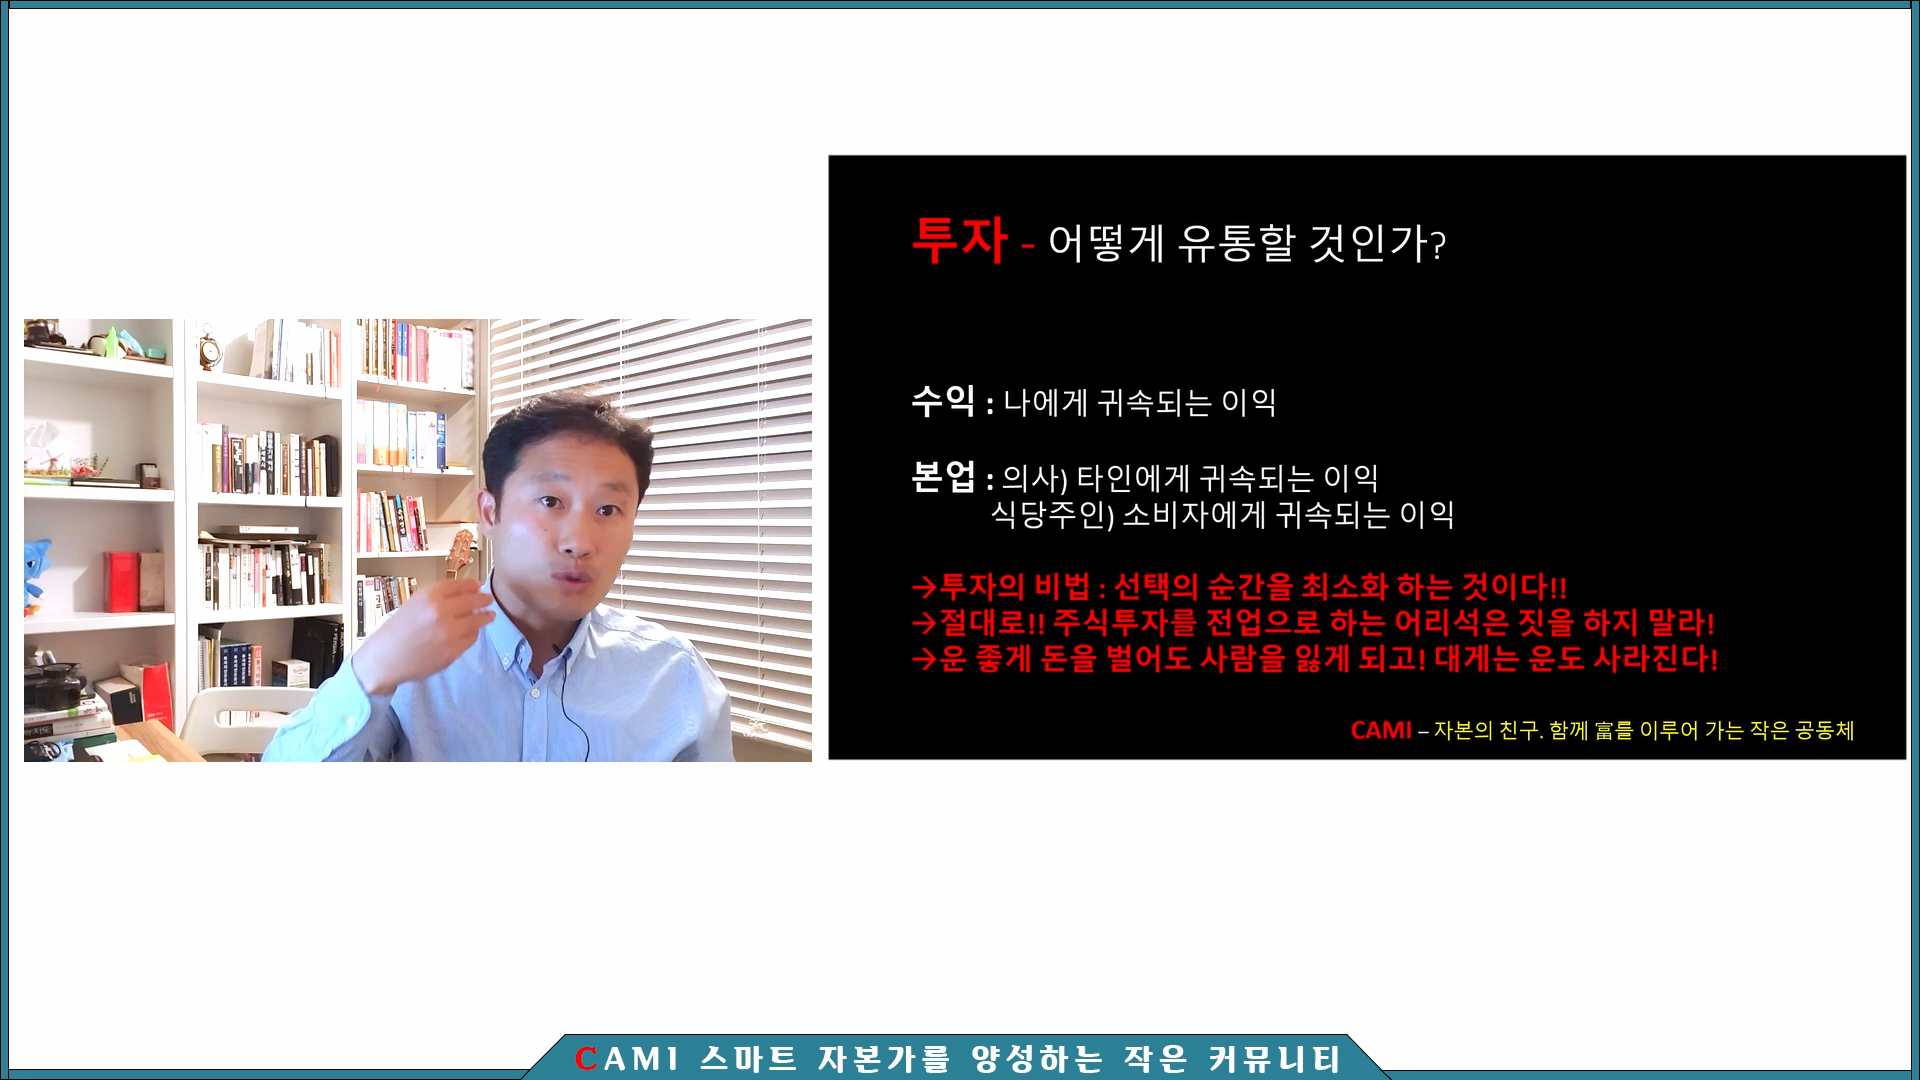 투자 - 어떻게 유통할 것인가?
수익 : 나에게 귀속되는 이익
본업 : 의사) 타인에게 귀속되는 이익
식당주인) 소비자에게 귀속되는 이익
→투자의 비법 : 선택의 순간을 최소화 하는 것이다!!
→절대로!! 주식투자를 전업으로 하는 어리석은 짓을 하지 말라!
→운 좋게 돈을 벌어도 사람을 잃게 되고! 대게는 운도 사라진다!
CAMI – 자본의 친구. 함께 富를 이루어 가는 작은 공동체
CAMI 스마트 자본가를 양성하는 작은 커뮤니티